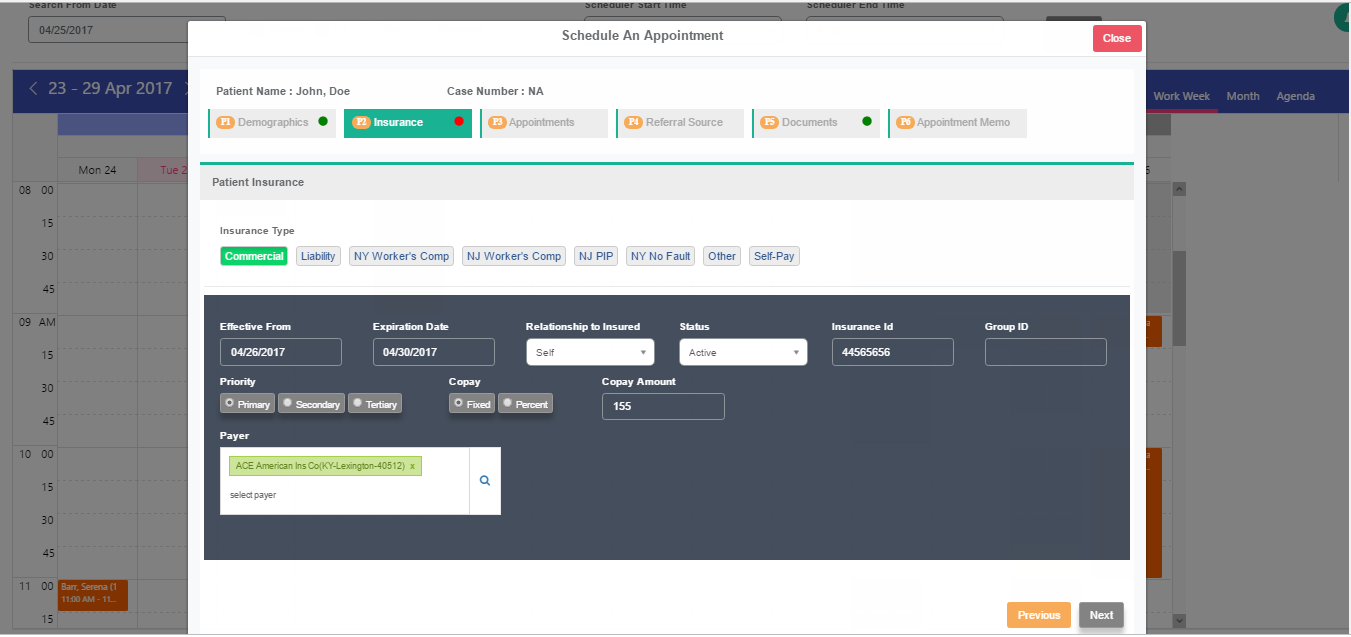 Search From Date
Scheduler Start Time
Scheduler End Time
04/25/2017
Schedule An Appointment
Close
23 - 29 Apr 2017
Work Week
Month
Agenda
Patient Name : John, Doe
Case Number : NA
P1 Demographics
P2 Insurance
P3 Appointments
P4 Referral Source
P5 Documents
P6 Appointment Memo
Mon 24
Tue 2
Patient Insurance
Insurance Type
Commercial
Liability
NY Worker's Comp
NJ Worker's Comp
NJ PIP
NY No Fault
Other
Self-Pay
Effective From
Expiration Date
Relationship to Insured
Status
Insurance Id
Group ID
04/26/2017
04/30/2017
Self
Active
44565656
Priority
Copay
Copay Amount
Primary
Secondary
Tertiary
Fixed
Percent
155
Payer
ACE American Ins Co(KY-Lexington-40512) x
select payer
Previous
Next
08 00
15
30
45
09 AM
15
30
45
10 00
15
30
45
11 00
15
Barr, Serena (1
11:00 AM - 11...